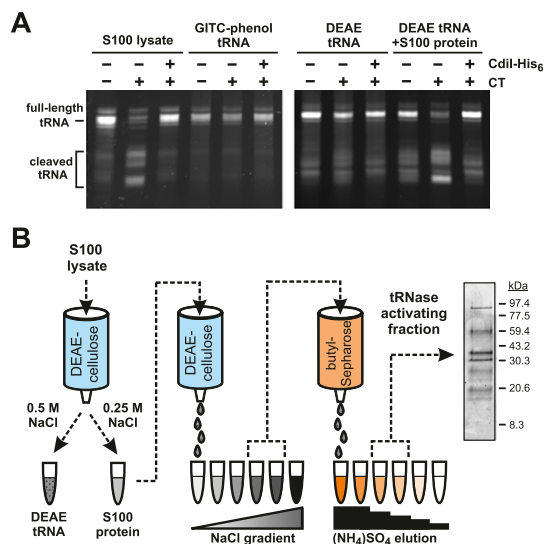 A
S100 lysate
GITC-phenol
tRNA
DEAE
tRNA
DEAE tRNA
+S100 protein
− − + − − + − − + − − + CdiI-His6
− + + − + + − + + − + + CT
full-length
tRNA
cleaved
tRNA
B
S100
lysate
DEAE-
cellulose
0.5 M
NaCl
0.25 M
NaCl
DEAE
tRNA
S100
protein
DEAE-
cellulose
NaCl gradient
butyl-
Sepharose
(NH4)SO4 elution
tRNase
activating
fraction
kDa
97.4
77.5
59.4
43.2
30.3
20.6
8.3